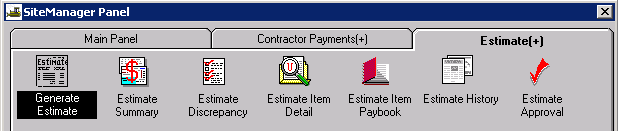 SiteManager Panel
Main Panel
Contractor Payments(+)
Estimate(+)
Estimate
Generate
Estimate
Estimate
Summary
Estimate
Discrepancy
Estimate Item
Detail
Estimate Item
Paybook
Estimate History
Estimate
Approval